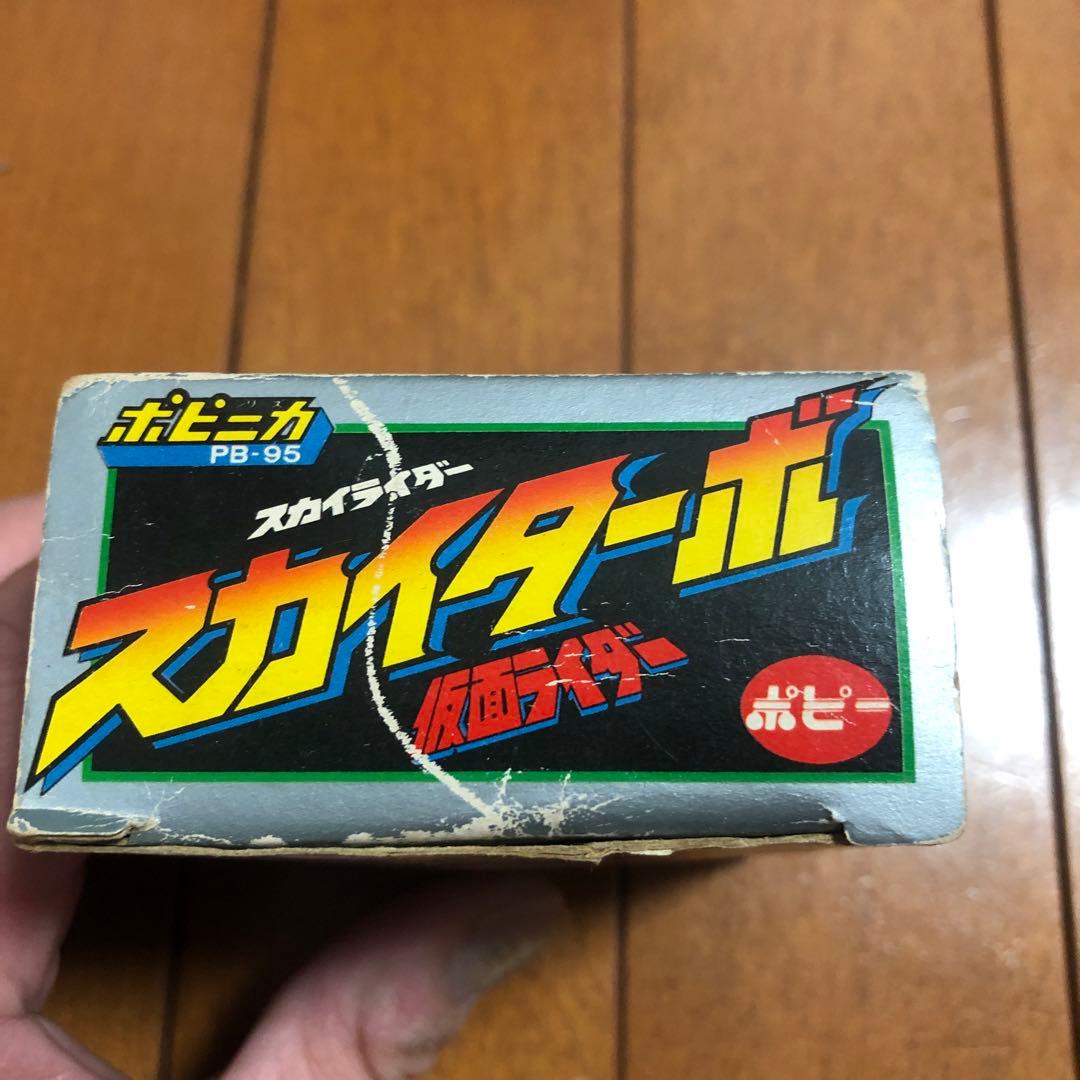 ポピニカ
PB-95
スカイライダー
スカイターボ
仮面ライダー
ポピー